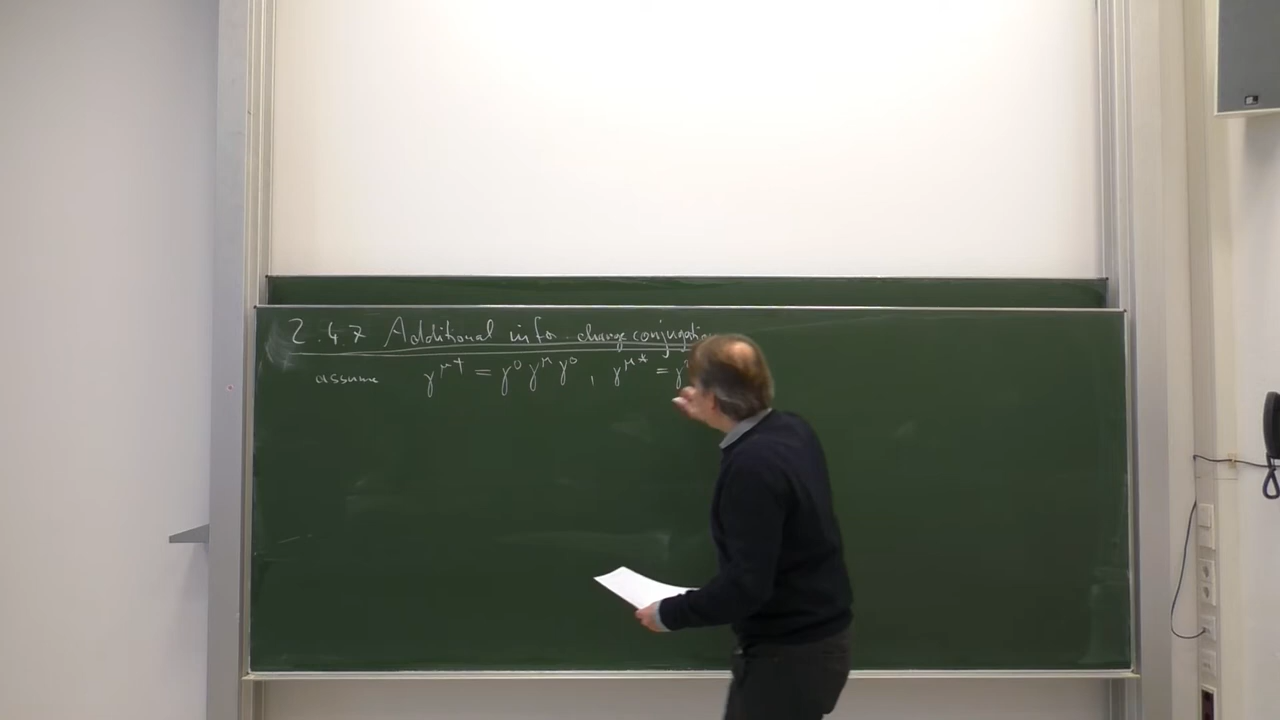 2.4.7 Additional info: charge conjugation
assume γ^μ† = γ^0 γ^μ γ^0 , γ^μ* = γ